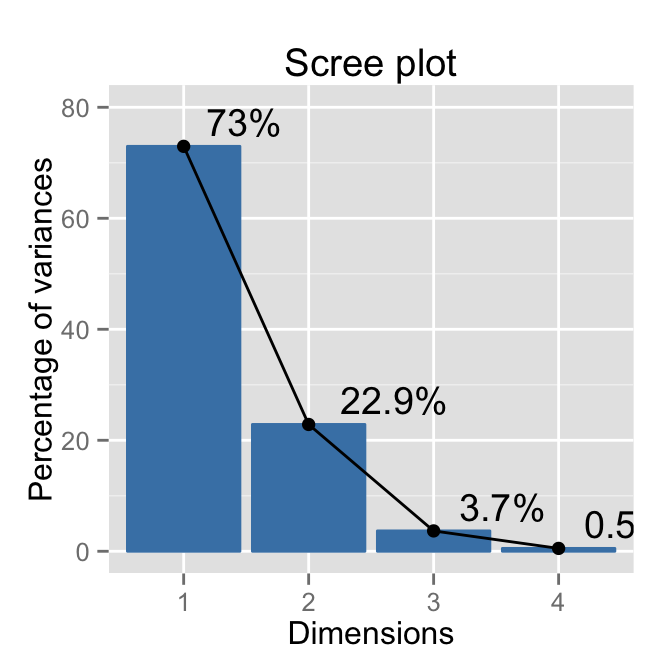 Scree plot
Percentage of variances
80
60
40
20
0
73%
22.9%
3.7%
0.5
1 2 3 4
Dimensions